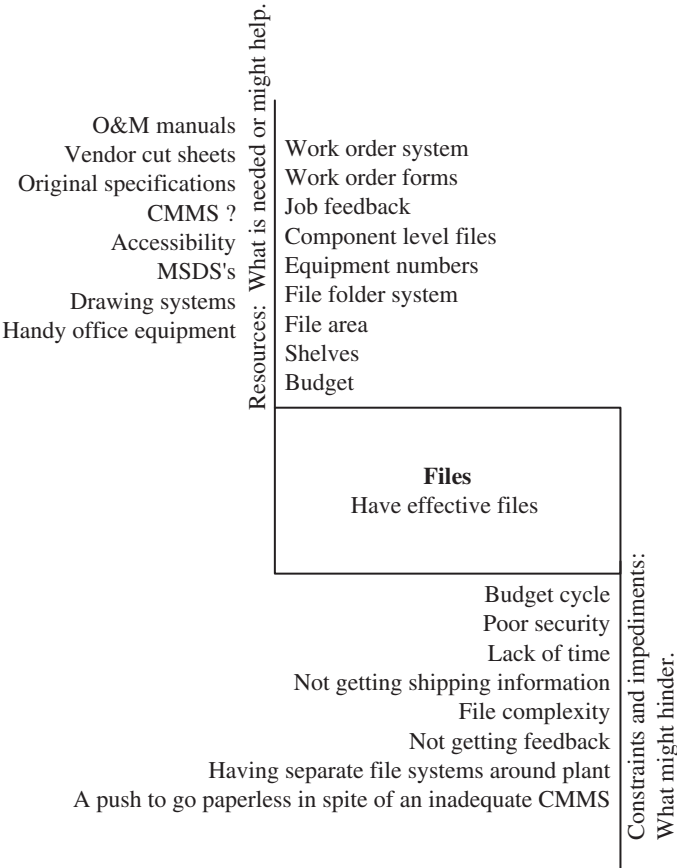 O&M manuals
Vendor cut sheets
Original specifications
CMMS ?
Accessibility
MSDS's
Drawing systems
Handy office equipment
Resources: What is needed or might help.
Work order system
Work order forms
Job feedback
Component level files
Equipment numbers
File folder system
File area
Shelves
Budget
Files
Have effective files
Budget cycle
Poor security
Lack of time
Not getting shipping information
File complexity
Not getting feedback
Having separate file systems around plant
A push to go paperless in spite of an inadequate CMMS
Constraints and impediments:
What might hinder.